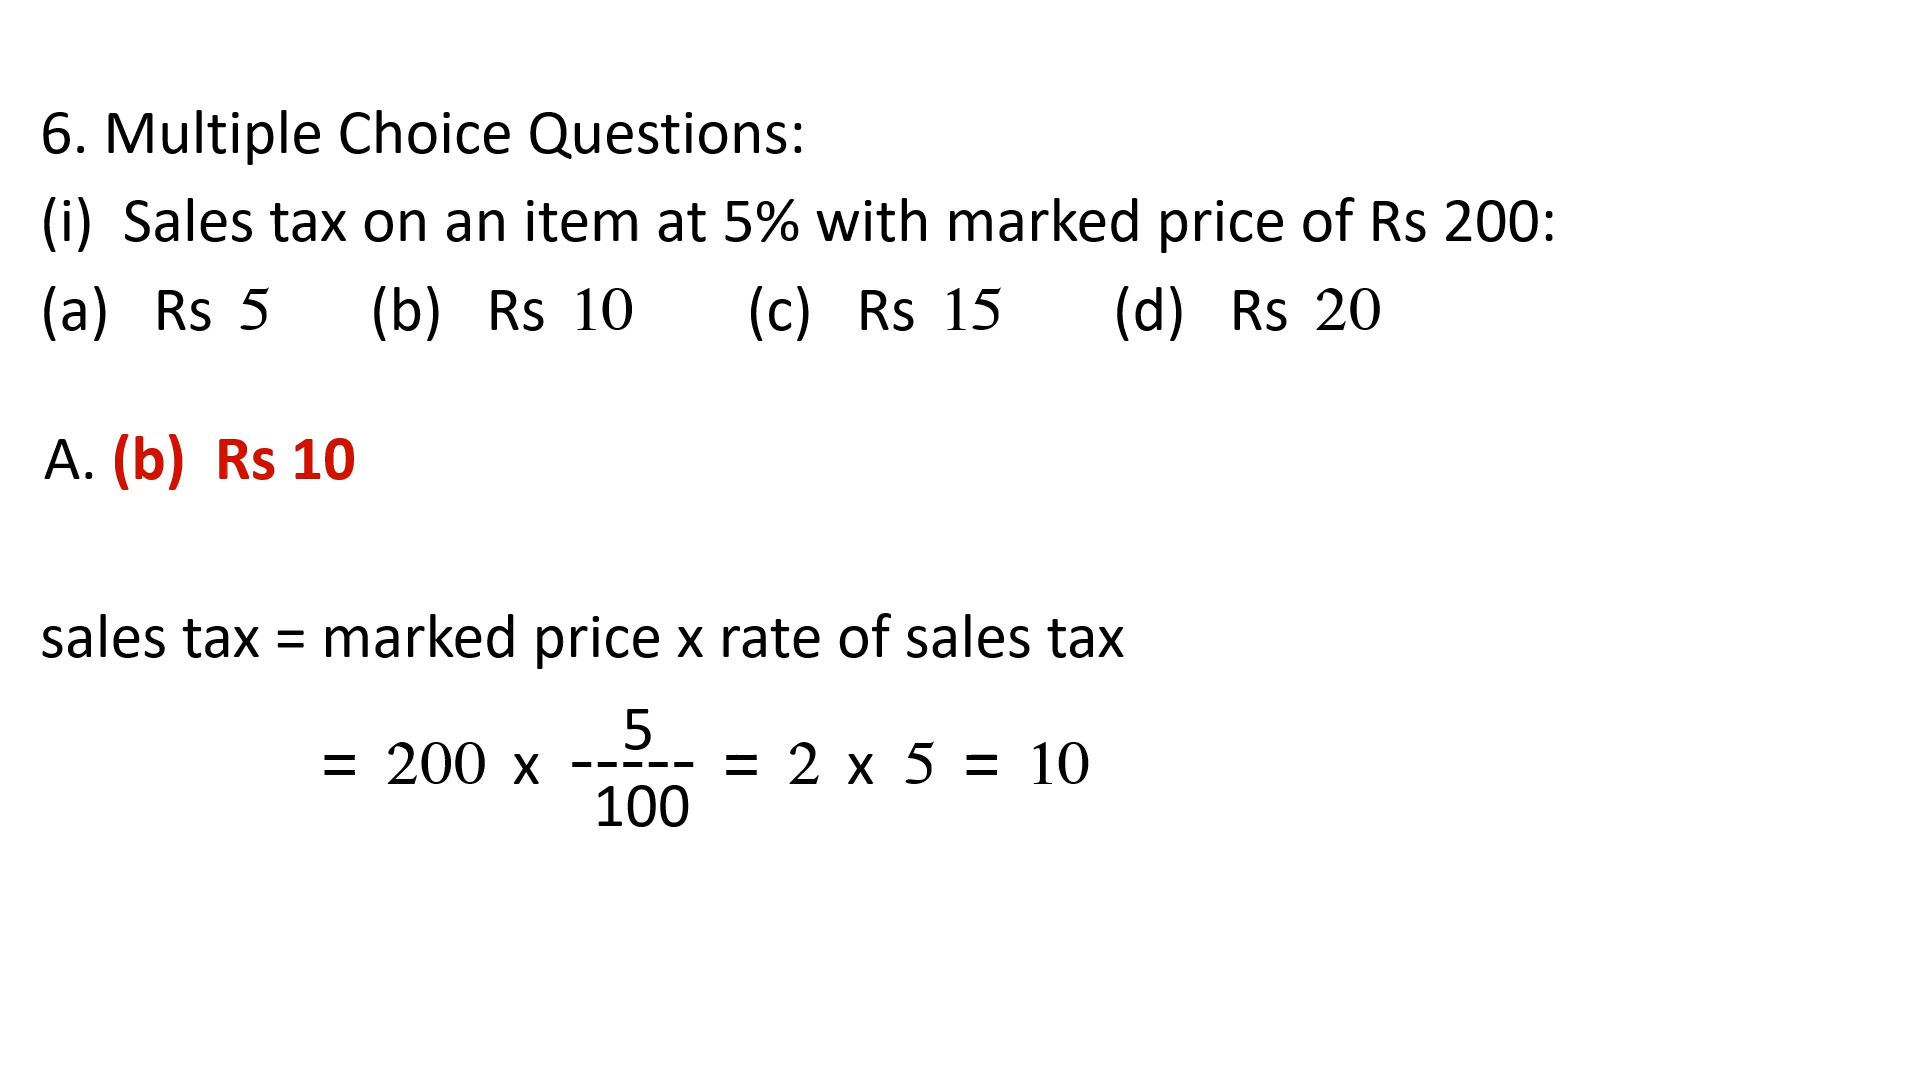 6. Multiple Choice Questions:
(i) Sales tax on an item at 5% with marked price of Rs 200:
(a) Rs 5 (b) Rs 10 (c) Rs 15 (d) Rs 20
A. (b) Rs 10
sales tax = marked price x rate of sales tax
5
= 200 x ----- = 2 x 5 = 10
100